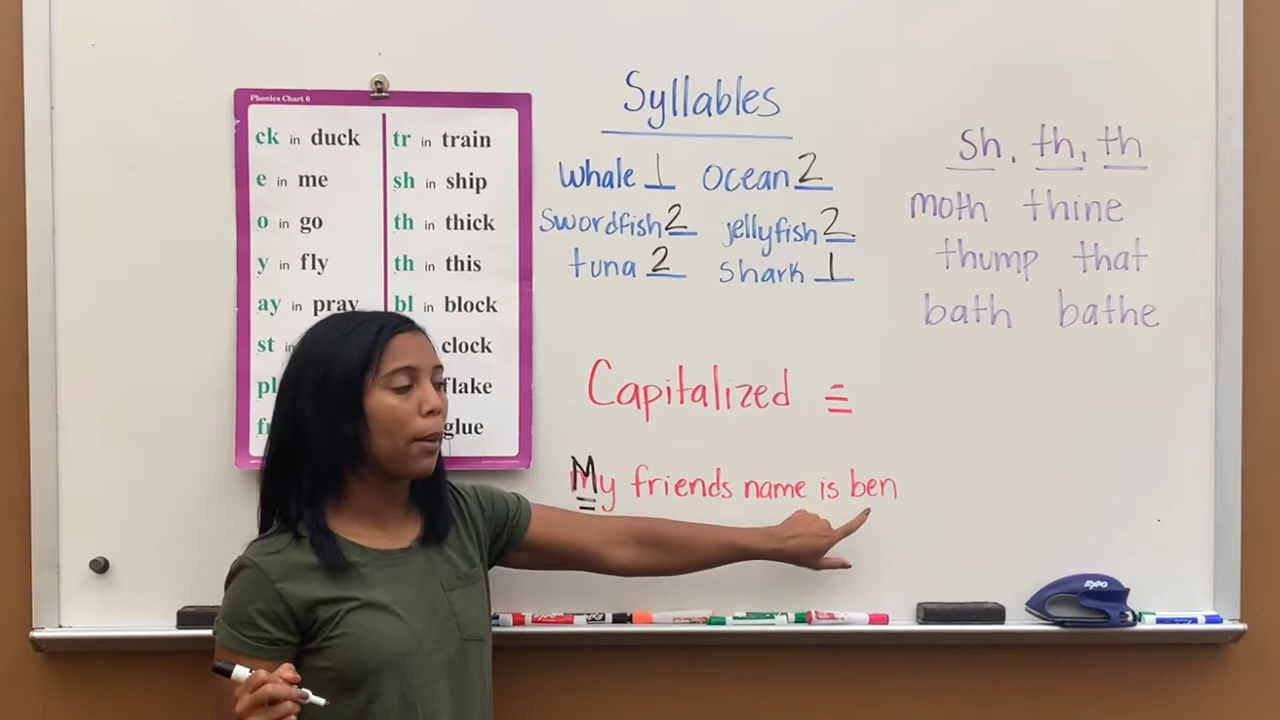 Phonics Chart 6
ck in duck
e in me
o in go
y in fly
ay in pray
st in
pl
fr
tr in train
sh in ship
th in thick
th in this
bl in block
clock
flake
glue
Syllables
whale 1 ocean 2
swordfish 2 jellyfish 2
tuna 2 shark 1
Capitalized =
My friends name is ben
sh, th, th
moth thine
thump that
bath bathe
EXPO